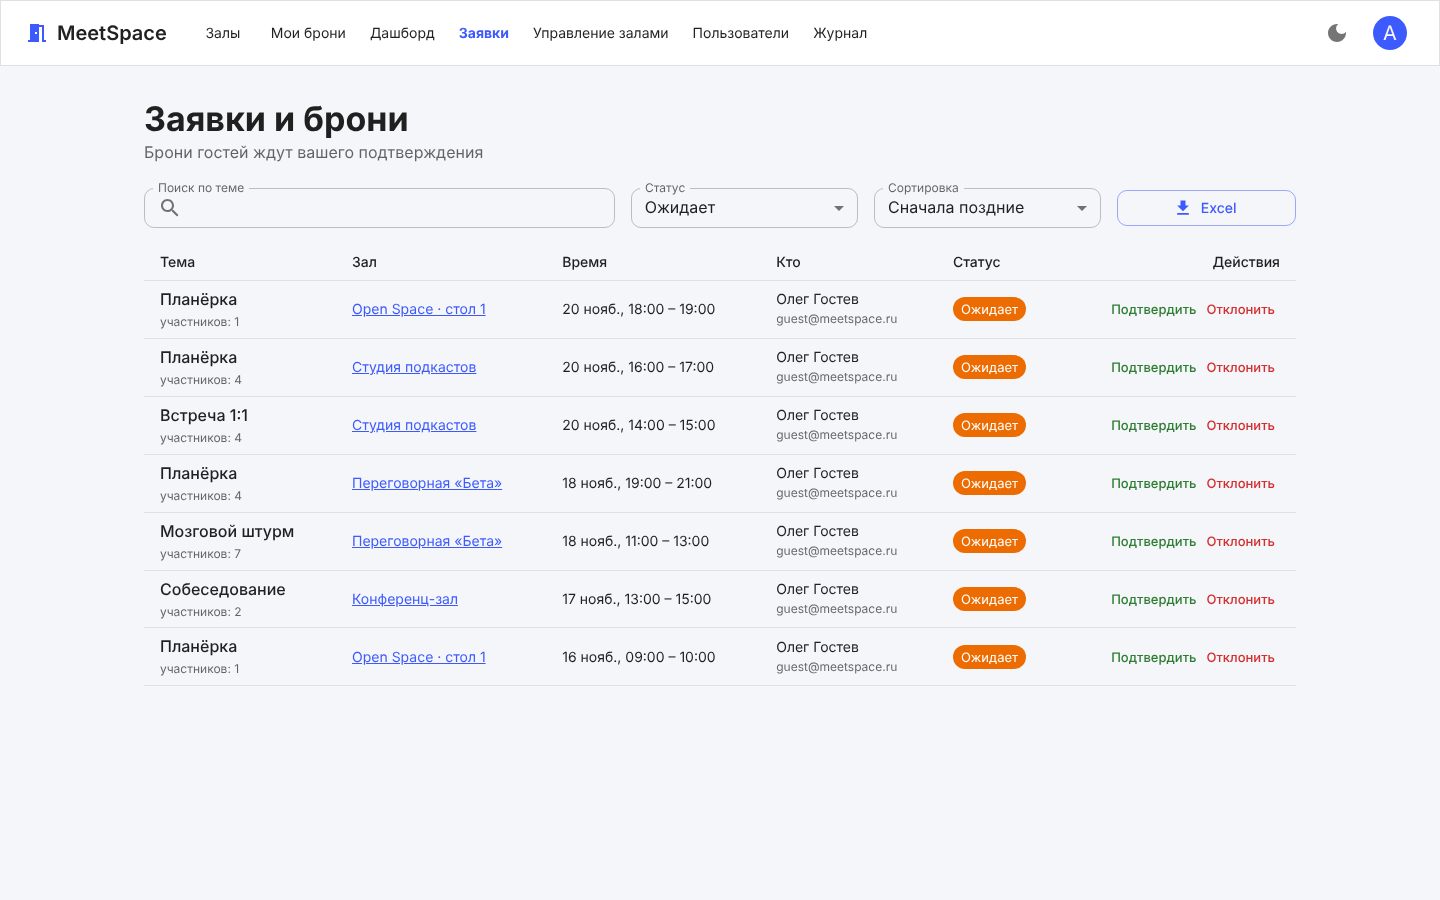 MeetSpace Залы Мои брони Дашборд Заявки Управление залами Пользователи Журнал A
Заявки и брони
Брони гостей ждут вашего подтверждения
Поиск по теме Статус Сортировка
Ожидает Сначала поздние Excel
Тема Зал Время Кто Статус Действия
Планёрка Open Space · стол 1 20 нояб., 18:00 – 19:00 Олег Гостев Ожидает Подтвердить Отклонить
участников: 1 guest@meetspace.ru
Планёрка Студия подкастов 20 нояб., 16:00 – 17:00 Олег Гостев Ожидает Подтвердить Отклонить
участников: 4 guest@meetspace.ru
Встреча 1:1 Студия подкастов 20 нояб., 14:00 – 15:00 Олег Гостев Ожидает Подтвердить Отклонить
участников: 4 guest@meetspace.ru
Планёрка Переговорная «Бета» 18 нояб., 19:00 – 21:00 Олег Гостев Ожидает Подтвердить Отклонить
участников: 4 guest@meetspace.ru
Мозговой штурм Переговорная «Бета» 18 нояб., 11:00 – 13:00 Олег Гостев Ожидает Подтвердить Отклонить
участников: 7 guest@meetspace.ru
Собеседование Конференц-зал 17 нояб., 13:00 – 15:00 Олег Гостев Ожидает Подтвердить Отклонить
участников: 2 guest@meetspace.ru
Планёрка Open Space · стол 1 16 нояб., 09:00 – 10:00 Олег Гостев Ожидает Подтвердить Отклонить
участников: 1 guest@meetspace.ru